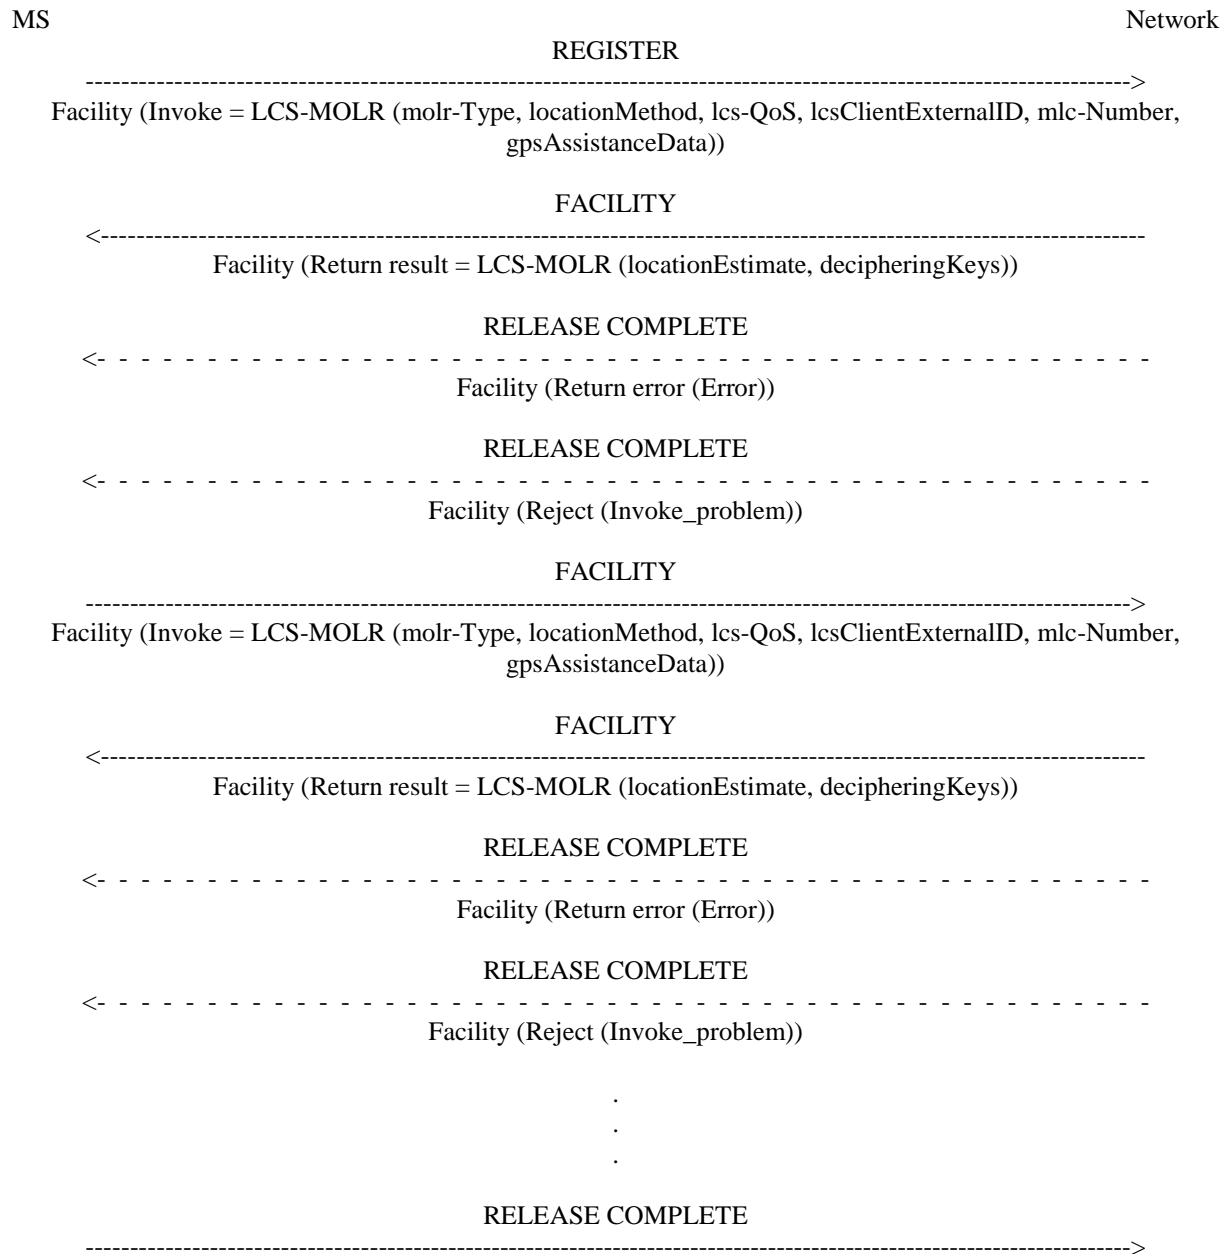 MS Network
REGISTER
----------------------------------------------------------------------------------------------------------------------->
Facility (Invoke = LCS-MOLR (molr-Type, locationMethod, lcs-QoS, lcsClientExternalID, mlc-Number,
gpsAssistanceData))
FACILITY
<-----------------------------------------------------------------------------------------------------------------------
Facility (Return result = LCS-MOLR (locationEstimate, decipheringKeys))
RELEASE COMPLETE
<- - - - - - - - - - - - - - - - - - - - - - - - - - - - - - - - - - - - - - - - - - - - - - - - -
Facility (Return error (Error))
RELEASE COMPLETE
<- - - - - - - - - - - - - - - - - - - - - - - - - - - - - - - - - - - - - - - - - - - - - - - - -
Facility (Reject (Invoke_problem))
FACILITY
----------------------------------------------------------------------------------------------------------------------->
Facility (Invoke = LCS-MOLR (molr-Type, locationMethod, lcs-QoS, lcsClientExternalID, mlc-Number,
gpsAssistanceData))
FACILITY
<-----------------------------------------------------------------------------------------------------------------------
Facility (Return result = LCS-MOLR (locationEstimate, decipheringKeys))
RELEASE COMPLETE
<- - - - - - - - - - - - - - - - - - - - - - - - - - - - - - - - - - - - - - - - - - - - - - - - -
Facility (Return error (Error))
RELEASE COMPLETE
<- - - - - - - - - - - - - - - - - - - - - - - - - - - - - - - - - - - - - - - - - - - - - - - - -
Facility (Reject (Invoke_problem))
.
.
.
RELEASE COMPLETE
----------------------------------------------------------------------------------------------------------------------->